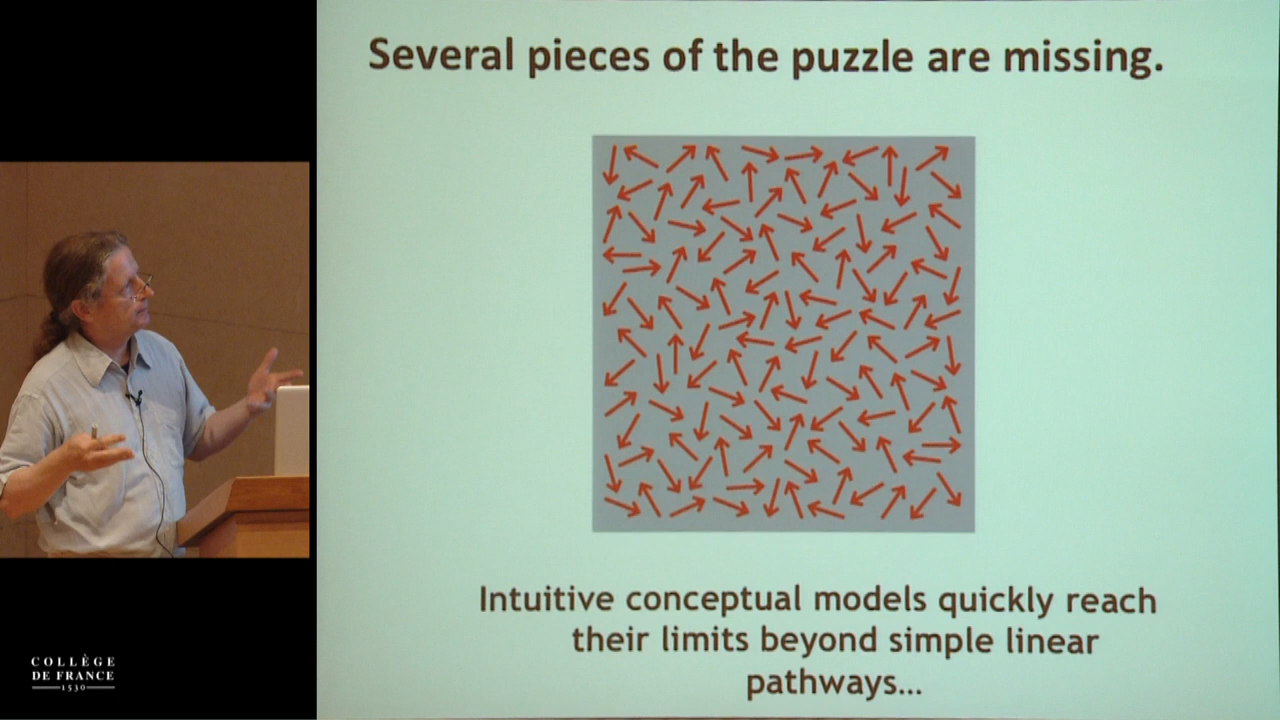 Several pieces of the puzzle are missing.
Intuitive conceptual models quickly reach
their limits beyond simple linear
pathways...
COLLÈGE
DE FRANCE
1530